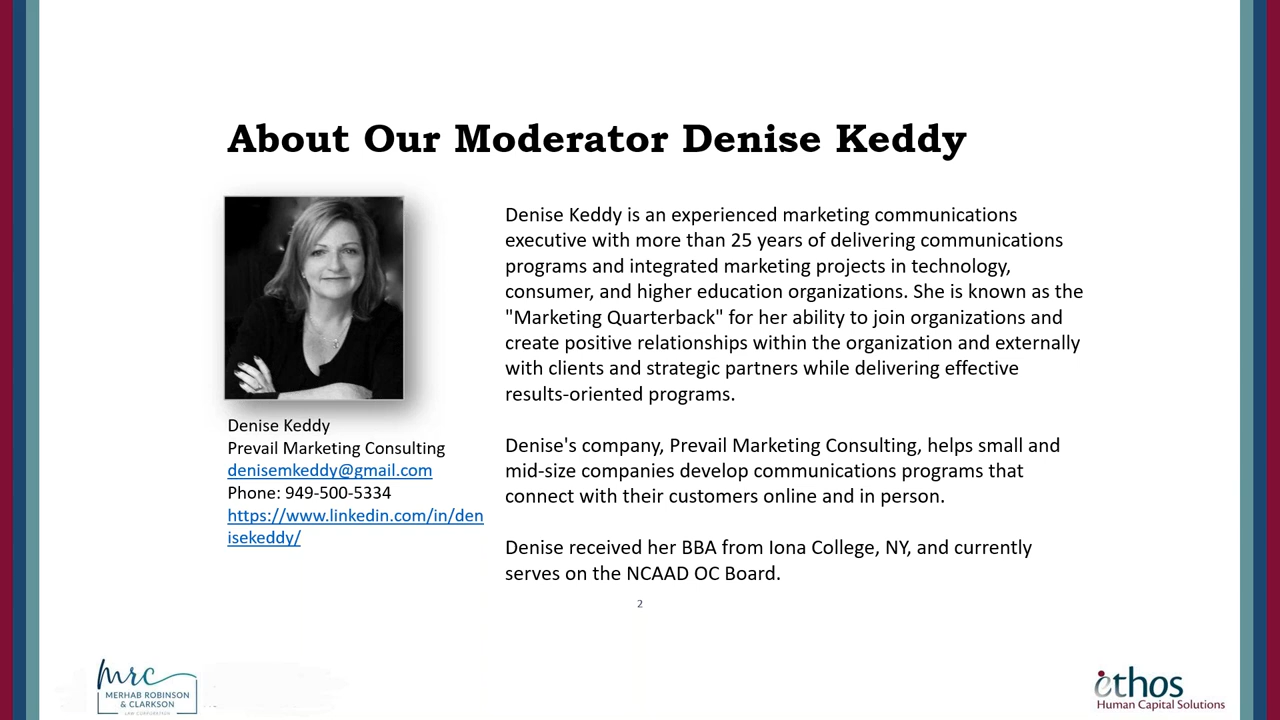 About Our Moderator Denise Keddy
Denise Keddy
Prevail Marketing Consulting
denisemkeddy@gmail.com
Phone: 949-500-5334
https://www.linkedin.com/in/den
isekeddy/
Denise Keddy is an experienced marketing communications
executive with more than 25 years of delivering communications
programs and integrated marketing projects in technology,
consumer, and higher education organizations. She is known as the
"Marketing Quarterback" for her ability to join organizations and
create positive relationships within the organization and externally
with clients and strategic partners while delivering effective
results-oriented programs.
Denise's company, Prevail Marketing Consulting, helps small and
mid-size companies develop communications programs that
connect with their customers online and in person.
Denise received her BBA from Iona College, NY, and currently
serves on the NCAAD OC Board.
2
mrc
MERHAB ROBINSON
& CLARKSON
LAW CORPORATION
ethos
Human Capital Solutions